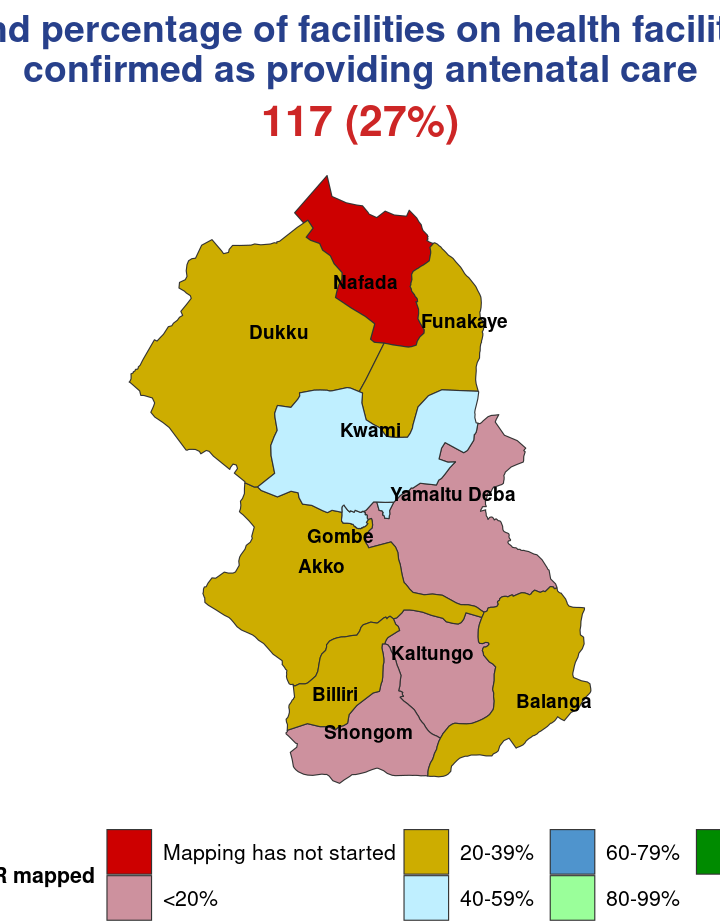 percentage of facilities on health
confirmed as providing antenatal care
117 (27%)
Nafada
Funakaye
Dukku
Kwami
Yamaltu Deba
Gombe
Akko
Kaltungo
Billiri
Balanga
Shongom
Mapping has not started
20-39%
60-79%
mapped
<20%
40-59%
80-99%